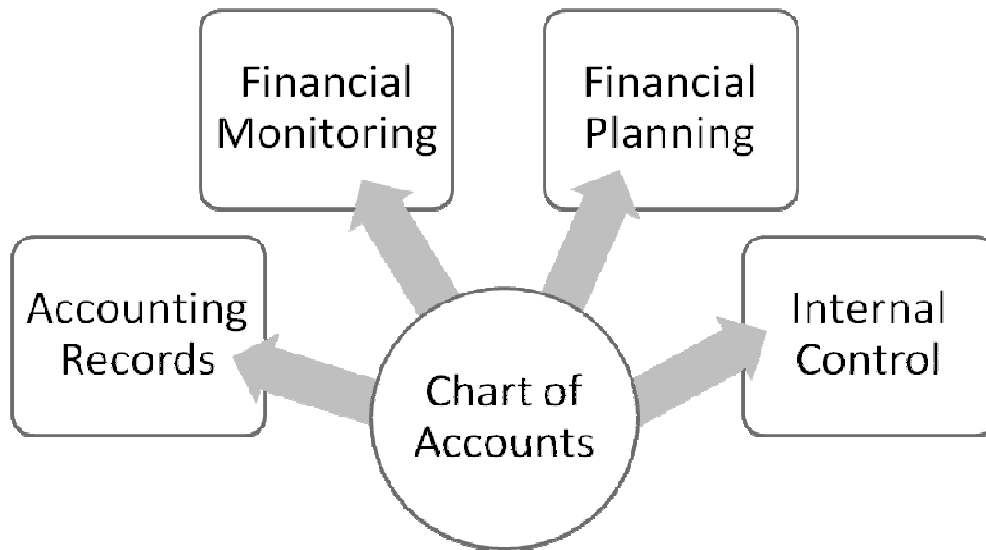 Financial
Monitoring
Financial
Planning
Accounting
Records
Internal
Control
Chart of
Accounts